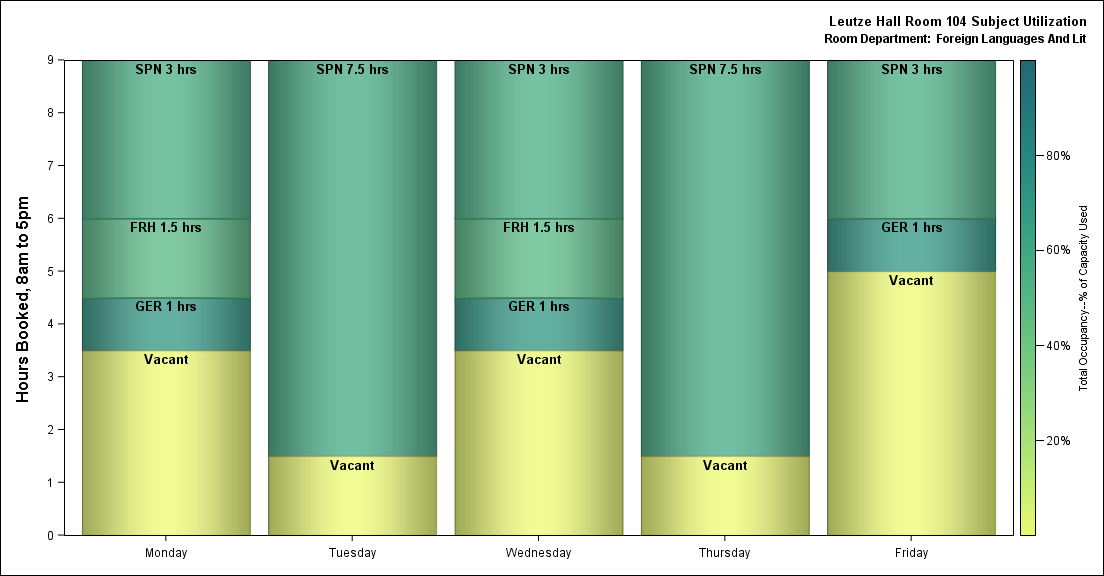 Leutze Hall Room 104 Subject Utilization
Room Department: Foreign Languages And Lit
Hours Booked, 8am to 5pm
9
8
7
6
5
4
3
2
1
0
SPN 3 hrs
FRH 1.5 hrs
GER 1 hrs
Vacant
SPN 7.5 hrs
Vacant
SPN 3 hrs
FRH 1.5 hrs
GER 1 hrs
Vacant
SPN 7.5 hrs
Vacant
SPN 3 hrs
GER 1 hrs
Vacant
Monday
Tuesday
Wednesday
Thursday
Friday
80%
60%
40%
20%
Total Occupancy--% of Capacity Used